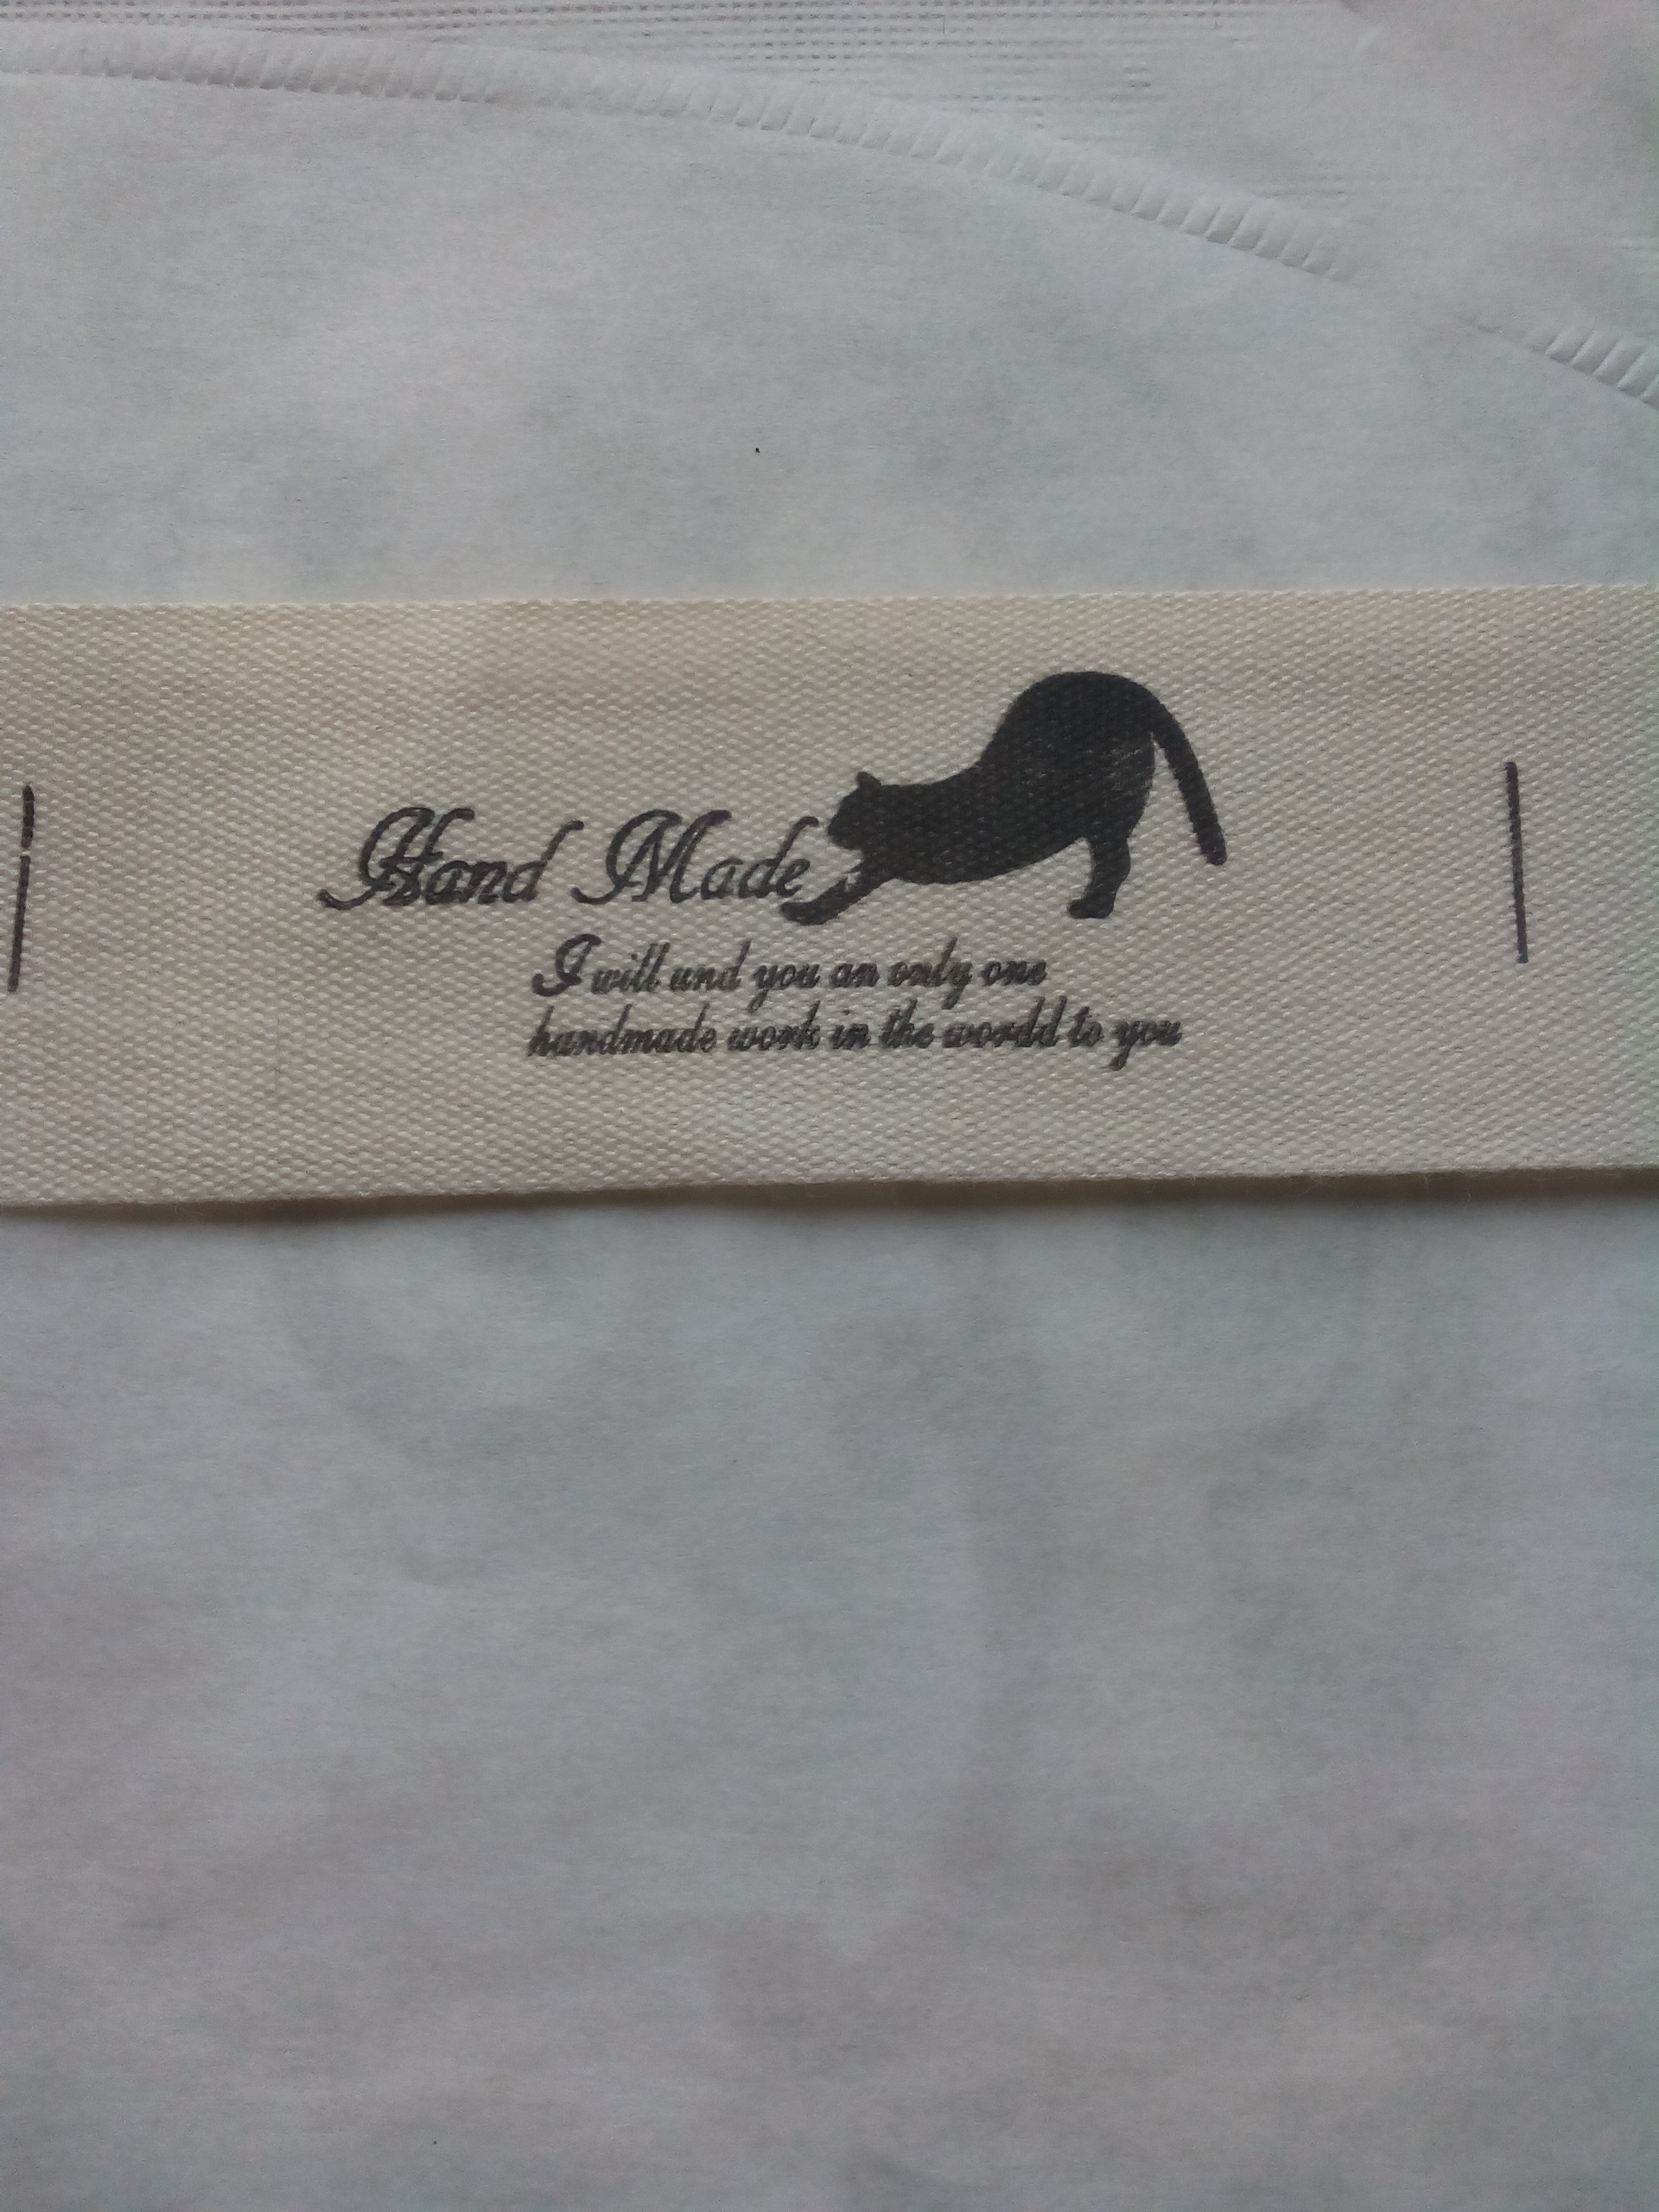 Hand Made
I will und you an only one
handmade work in the wordd to you